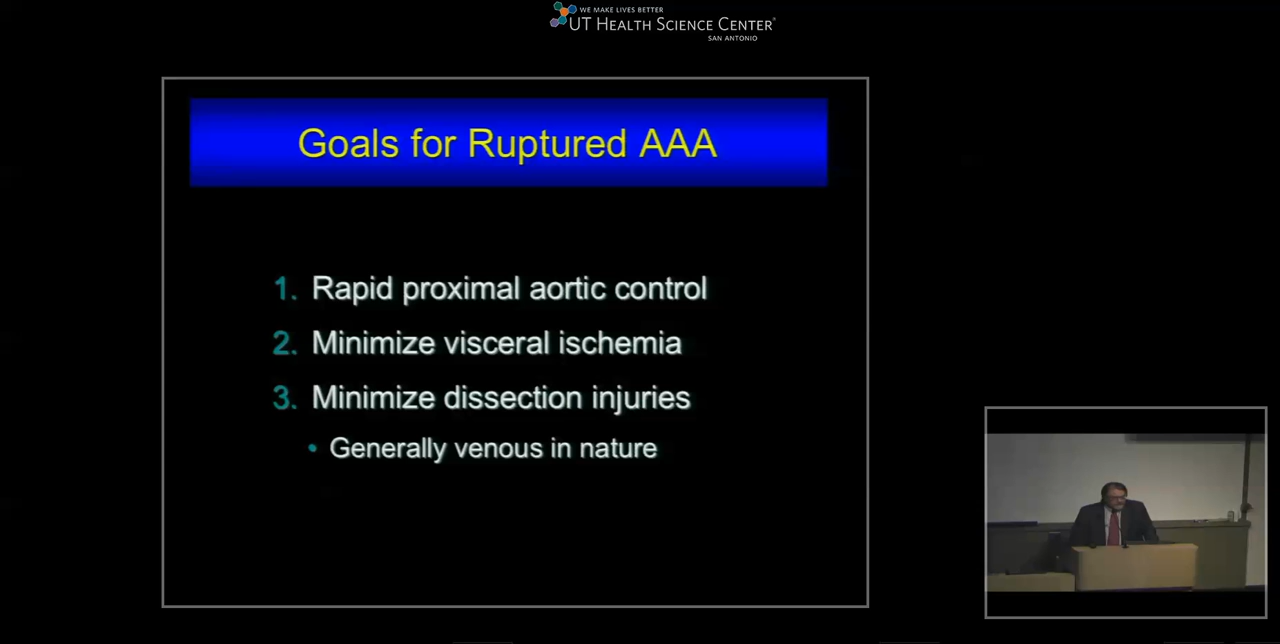 WE MAKE LIVES BETTER
UT HEALTH SCIENCE CENTER®
SAN ANTONIO
Goals for Ruptured AAA
1. Rapid proximal aortic control
2. Minimize visceral ischemia
3. Minimize dissection injuries
• Generally venous in nature